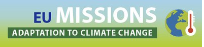 EU MISSIONS
ADAPTATION TO CLIMATE CHANGE